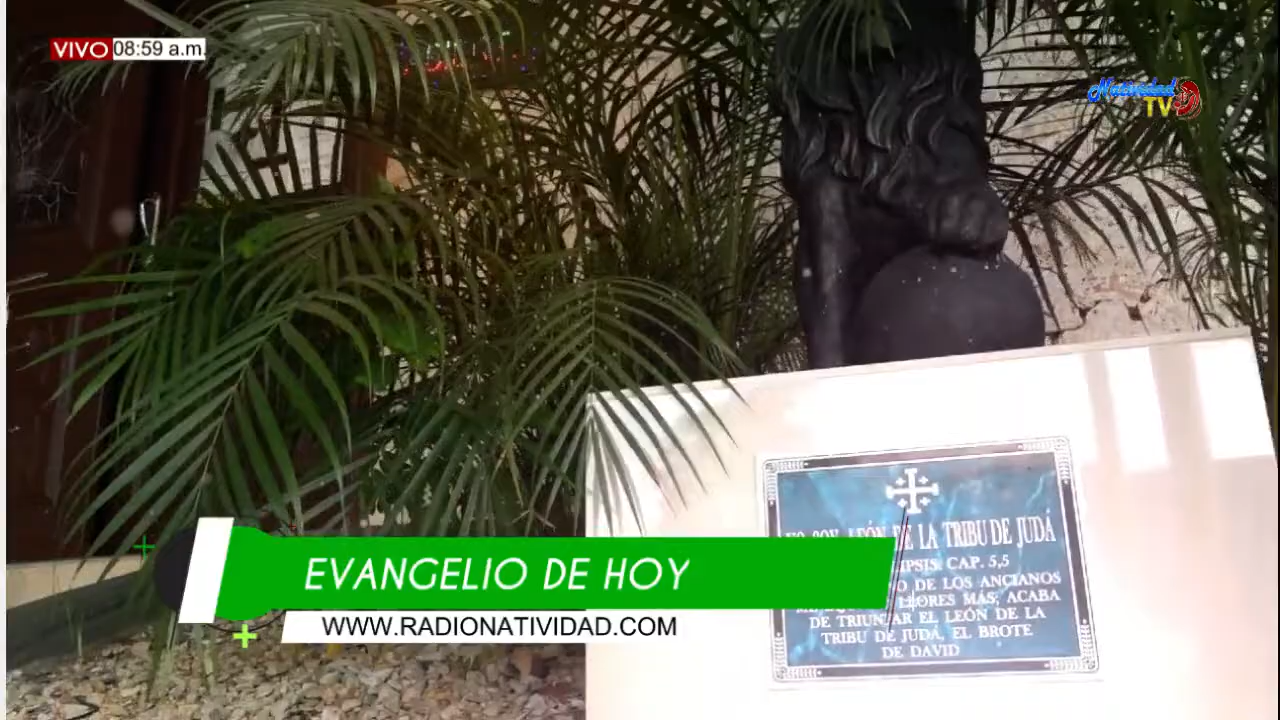 VIVO 08:59 a.m.
Natividad
TV
LEÓN DE LA TRIBU DE JUDÁ
CAP. 5,5
DE LOS ANCIANOS
LLORES MÁS; ACABA
DE TRIUNFAR EL LEÓN DE LA
TRIBU DE JUDÁ, EL BROTE
DE DAVID
EVANGELIO DE HOY
WWW.RADIONATIVIDAD.COM